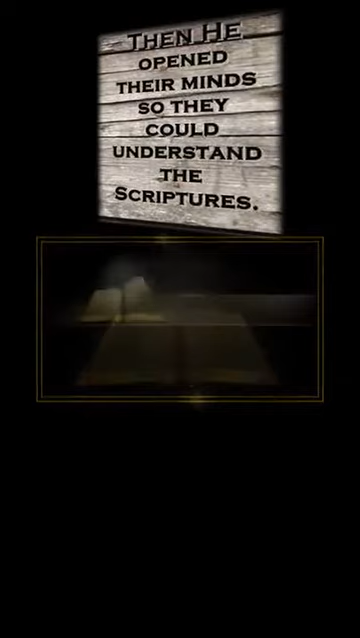 Then He
opened
their minds
so they
could
understand
the
Scriptures.